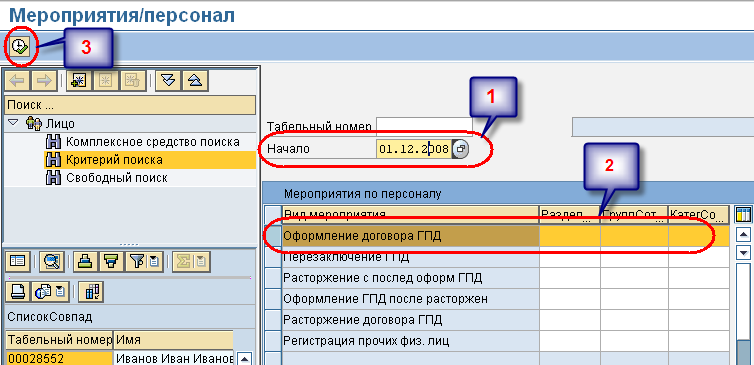 Мероприятия/персонал
3
1
Поиск ...
Лицо
Комплексное средство поиска
Критерий поиска
Свободный поиск
Табельный номер
Начало 01.12.2008
2
Мероприятия по персоналу
Вид мероприятия Раздел... ГруппСот... КатегСо...
Оформление договора ГПД
Перезаключение ГПД
Расторжение с послед оформ ГПД
Оформление ГПД после расторжен
Расторжение договора ГПД
Регистрация прочих физ. лиц
СписокСовпад
Табельный номер Имя
00028552 Иванов Иван Иванов